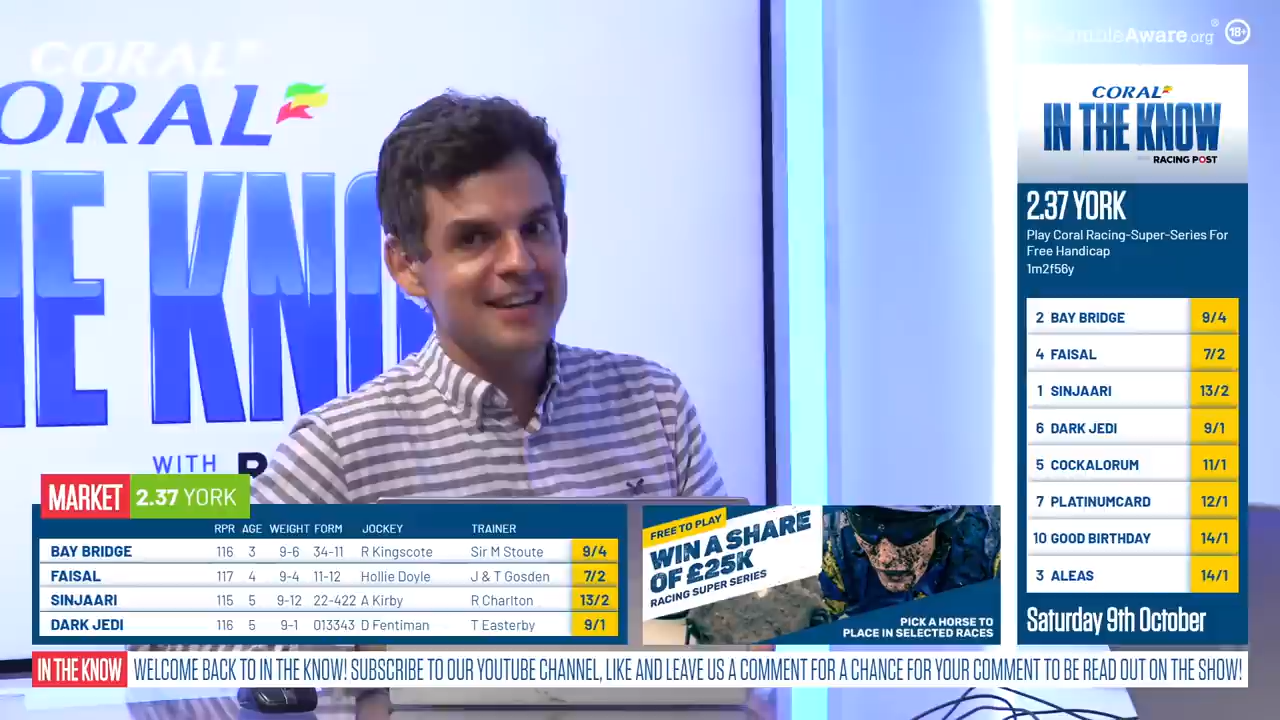 CORAL
ORAL
THE KNO
WITH R
AMBLEAware.org®
18+
CORAL
IN THE KNOW
WITH RACING POST
2.37 YORK
Play Coral Racing-Super-Series For
Free Handicap
1m2f56y
2 BAY BRIDGE 9/4
4 FAISAL 7/2
1 SINJAARI 13/2
6 DARK JEDI 9/1
5 COCKALORUM 11/1
7 PLATINUMCARD 12/1
10 GOOD BIRTHDAY 14/1
3 ALEAS 14/1
Saturday 9th October
MARKET 2.37 YORK
RPR AGE WEIGHT FORM JOCKEY TRAINER
BAY BRIDGE 116 3 9-6 34-11 R Kingscote Sir M Stoute 9/4
FAISAL 117 4 9-4 11-12 Hollie Doyle J & T Gosden 7/2
SINJAARI 115 5 9-12 22-422 A Kirby R Charlton 13/2
DARK JEDI 116 5 9-1 013343 D Fentiman T Easterby 9/1
FREE TO PLAY
WIN A SHARE
OF £25K
RACING SUPER SERIES
PICK A HORSE TO
PLACE IN SELECTED RACES
IN THE KNOW WELCOME BACK TO IN THE KNOW! SUBSCRIBE TO OUR YOUTUBE CHANNEL, LIKE AND LEAVE US A COMMENT FOR A CHANCE FOR YOUR COMMENT TO BE READ OUT ON THE SHOW!